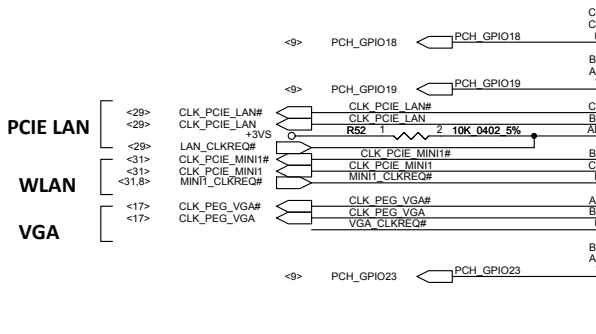 C
C
<9> PCH_GPIO18 PCH_GPIO18
B
A
<9> PCH_GPIO19 PCH_GPIO19
PCIE LAN
<29> CLK_PCIE_LAN# CLK_PCIE_LAN# C
<29> CLK_PCIE_LAN CLK_PCIE_LAN B
+3VS R52 1 2 10K_0402_5%
<29> LAN_CLKREQ#
WLAN
<31> CLK_PCIE_MINI1# CLK_PCIE_MINI1# B
<31> CLK_PCIE_MINI1 CLK_PCIE_MINI1 C
<31,8> MINI1_CLKREQ# MINI1_CLKREQ#
VGA
<17> CLK_PEG_VGA# CLK_PEG_VGA# A
<17> CLK_PEG_VGA CLK_PEG_VGA B
VGA_CLKREQ#
B
A
<9> PCH_GPIO23 PCH_GPIO23